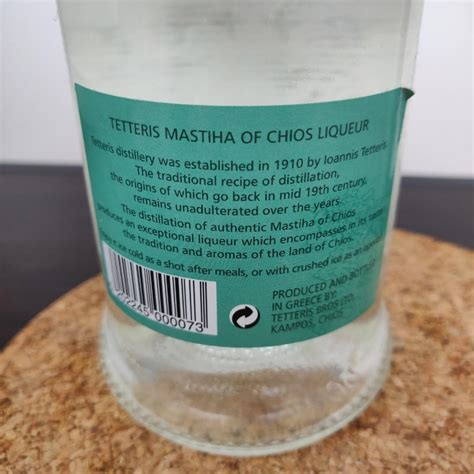 TETTERIS MASTIHA OF CHIOS LIQUEUR
Tetteris distillery was established in 1910 by Ioannis Tetteris.
The traditional recipe of distillation,
the origins of which go back in mid 19th century,
remains unadulterated over the years.
The distillation of authentic Mastiha of Chios
produces an exceptional liqueur which encompasses in its taste
the tradition and aromas of the land of Chios.
ice cold as a shot after meals, or with crushed ice as an
000073
PRODUCED AND BOTTLED
IN GREECE BY:
TETTERIS BROS LTD,
KAMPOS, CHIOS